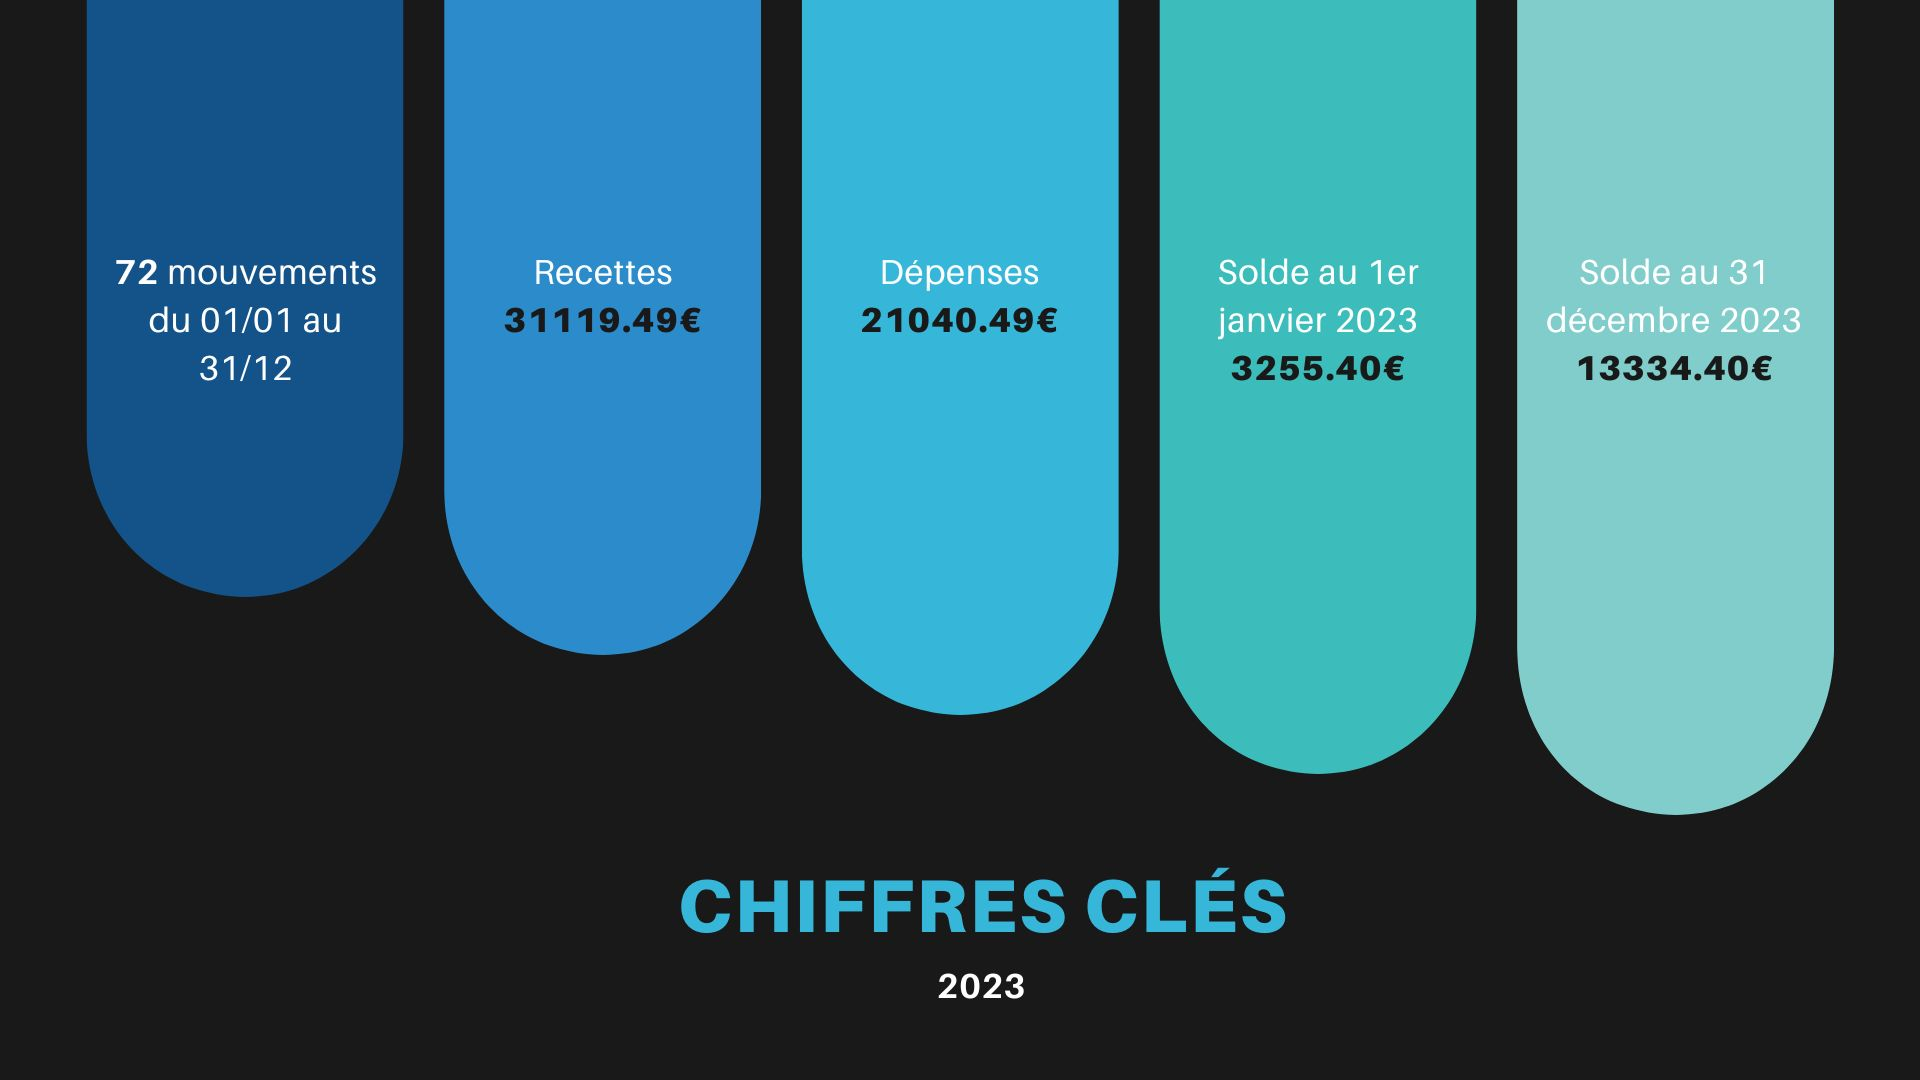 72 mouvements
du 01/01 au
31/12
Recettes
31119.49€
Dépenses
21040.49€
Solde au 1er
janvier 2023
3255.40€
Solde au 31
décembre 2023
13334.40€
CHIFFRES CLÉS
2023